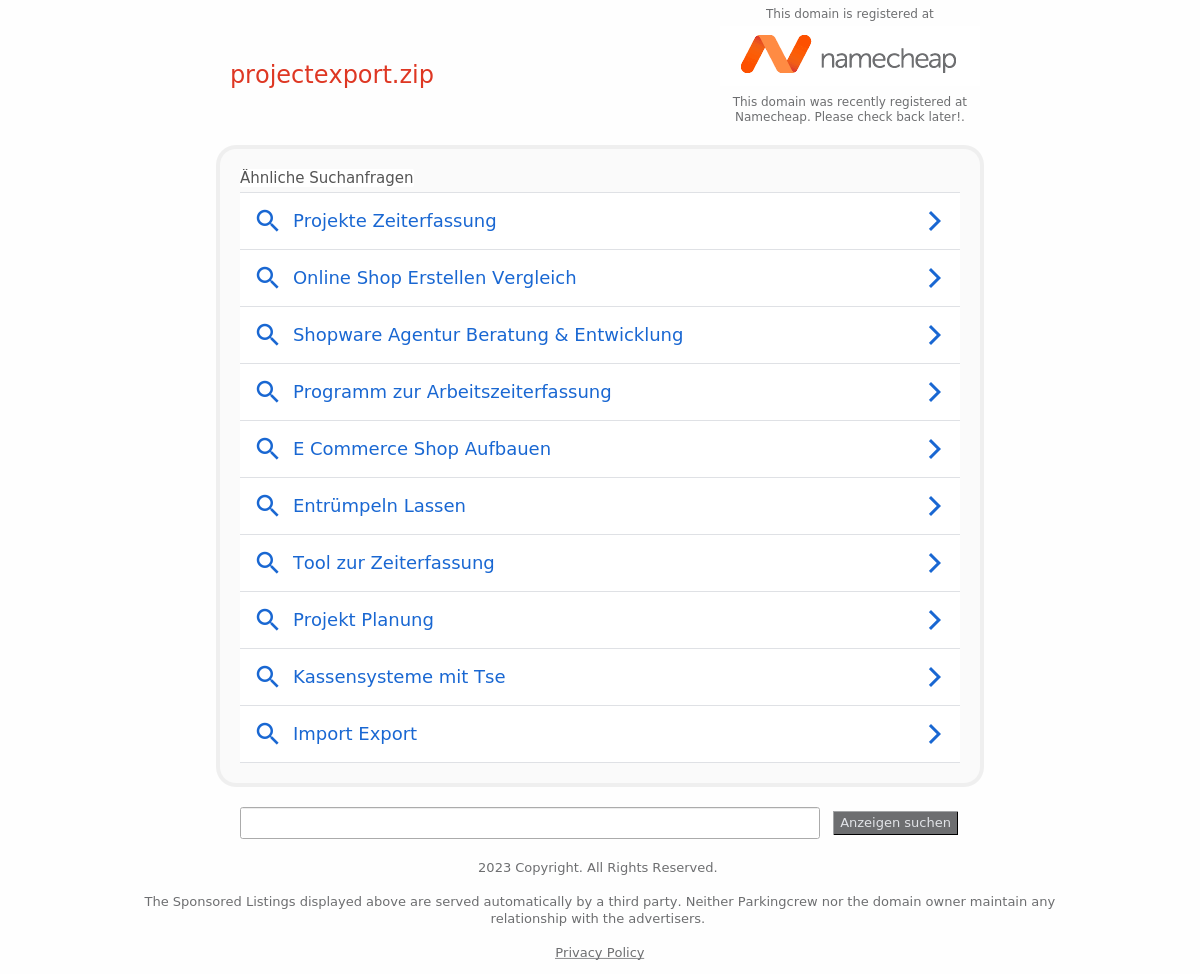 This domain is registered at
namecheap
projectexport.zip
This domain was recently registered at
Namecheap. Please check back later!.
Ähnliche Suchanfragen
Projekte Zeiterfassung
Online Shop Erstellen Vergleich
Shopware Agentur Beratung & Entwicklung
Programm zur Arbeitszeiterfassung
E Commerce Shop Aufbauen
Entrümpeln Lassen
Tool zur Zeiterfassung
Projekt Planung
Kassensysteme mit Tse
Import Export
Anzeigen suchen
2023 Copyright. All Rights Reserved.
The Sponsored Listings displayed above are served automatically by a third party. Neither Parkingcrew nor the domain owner maintain any
relationship with the advertisers.
Privacy Policy